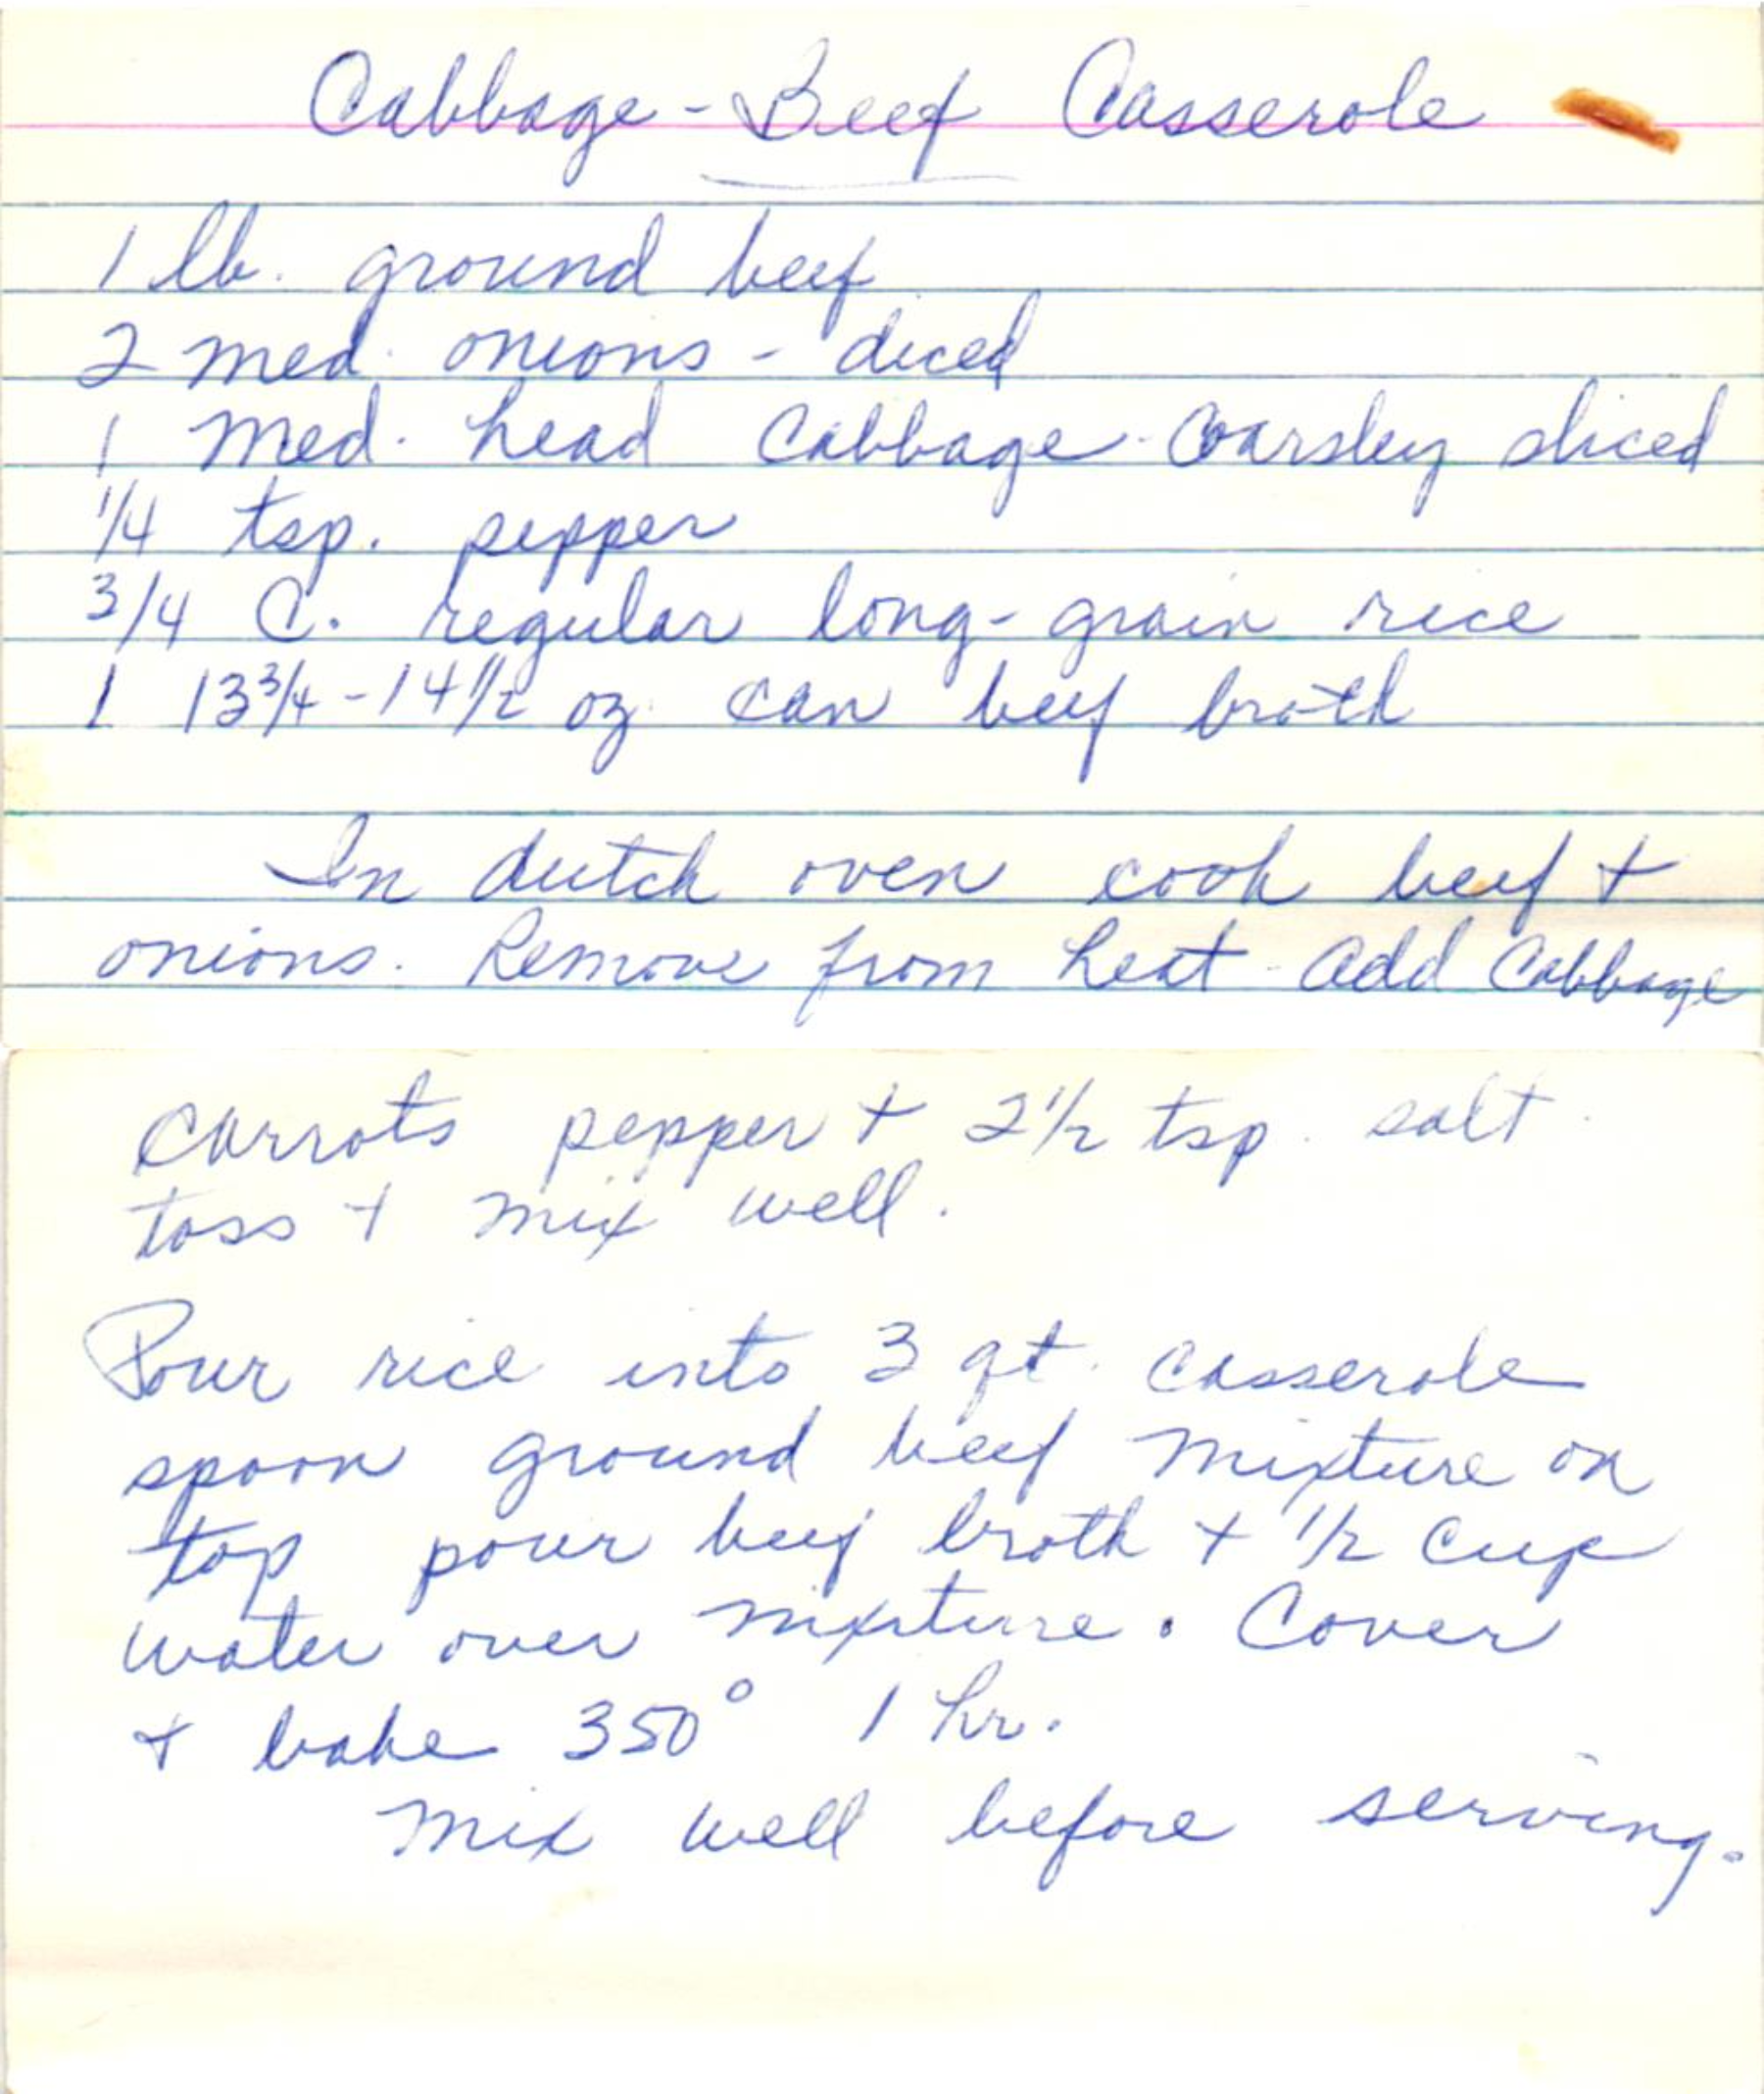 Cabbage - Beef Casserole
1 lb. ground beef
2 med. onions - diced
1 med. head cabbage - coarsley sliced
1/4 tsp. pepper
3/4 C. regular long-grain rice
1 13 3/4 - 14 1/2 oz. can beef broth
In dutch oven cook beef +
onions. Remove from heat - add cabbage
carrots pepper + 2 1/2 tsp. salt.
toss + mix well.
Pour rice into 3 qt. casserole
spoon ground beef mixture on
top pour beef broth + 1/2 cup
water over mixture. Cover
+ bake 350° 1 hr.
Mix well before serving.